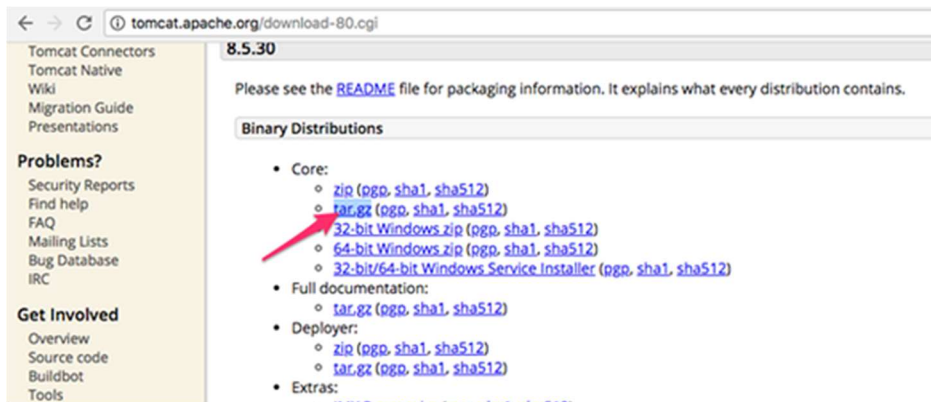 tomcat.apache.org/download-80.cgi
Tomcat Connectors
Tomcat Native
Wiki
Migration Guide
Presentations
Problems?
Security Reports
Find help
FAQ
Mailing Lists
Bug Database
IRC
Get Involved
Overview
Source code
Buildbot
Tools
8.5.30
Please see the README file for packaging information. It explains what every distribution contains.
Binary Distributions
• Core:
◦ zip (pgp, sha1, sha512)
◦ tar.gz (pgp, sha1, sha512)
32-bit Windows zip (pgp, sha1, sha512)
◦ 64-bit Windows zip (pgp, sha1, sha512)
◦ 32-bit/64-bit Windows Service Installer (pgp, sha1, sha512)
• Full documentation:
◦ tar.gz (pgp, sha1, sha512)
• Deployer:
◦ zip (pgp, sha1, sha512)
◦ tar.gz (pgp, sha1, sha512)
• Extras: